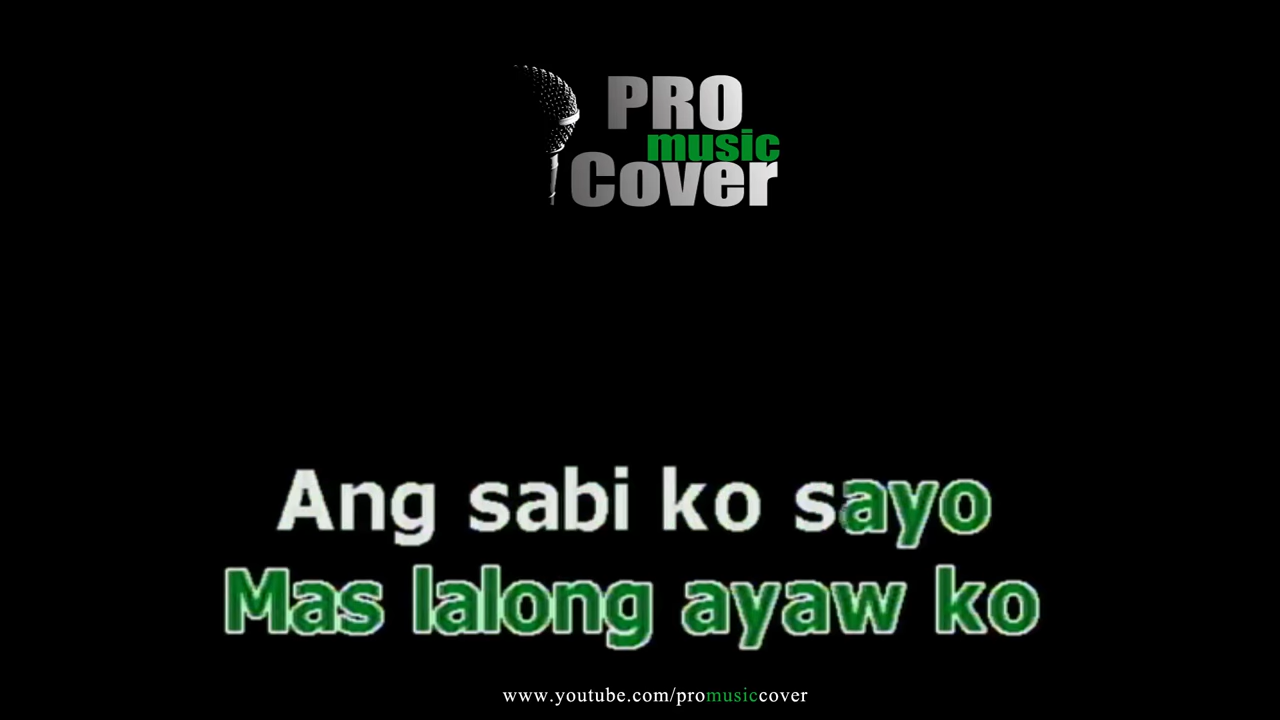 PRO
music
Cover
Ang sabi ko sayo
Mas lalong ayaw ko
www.youtube.com/promusiccover